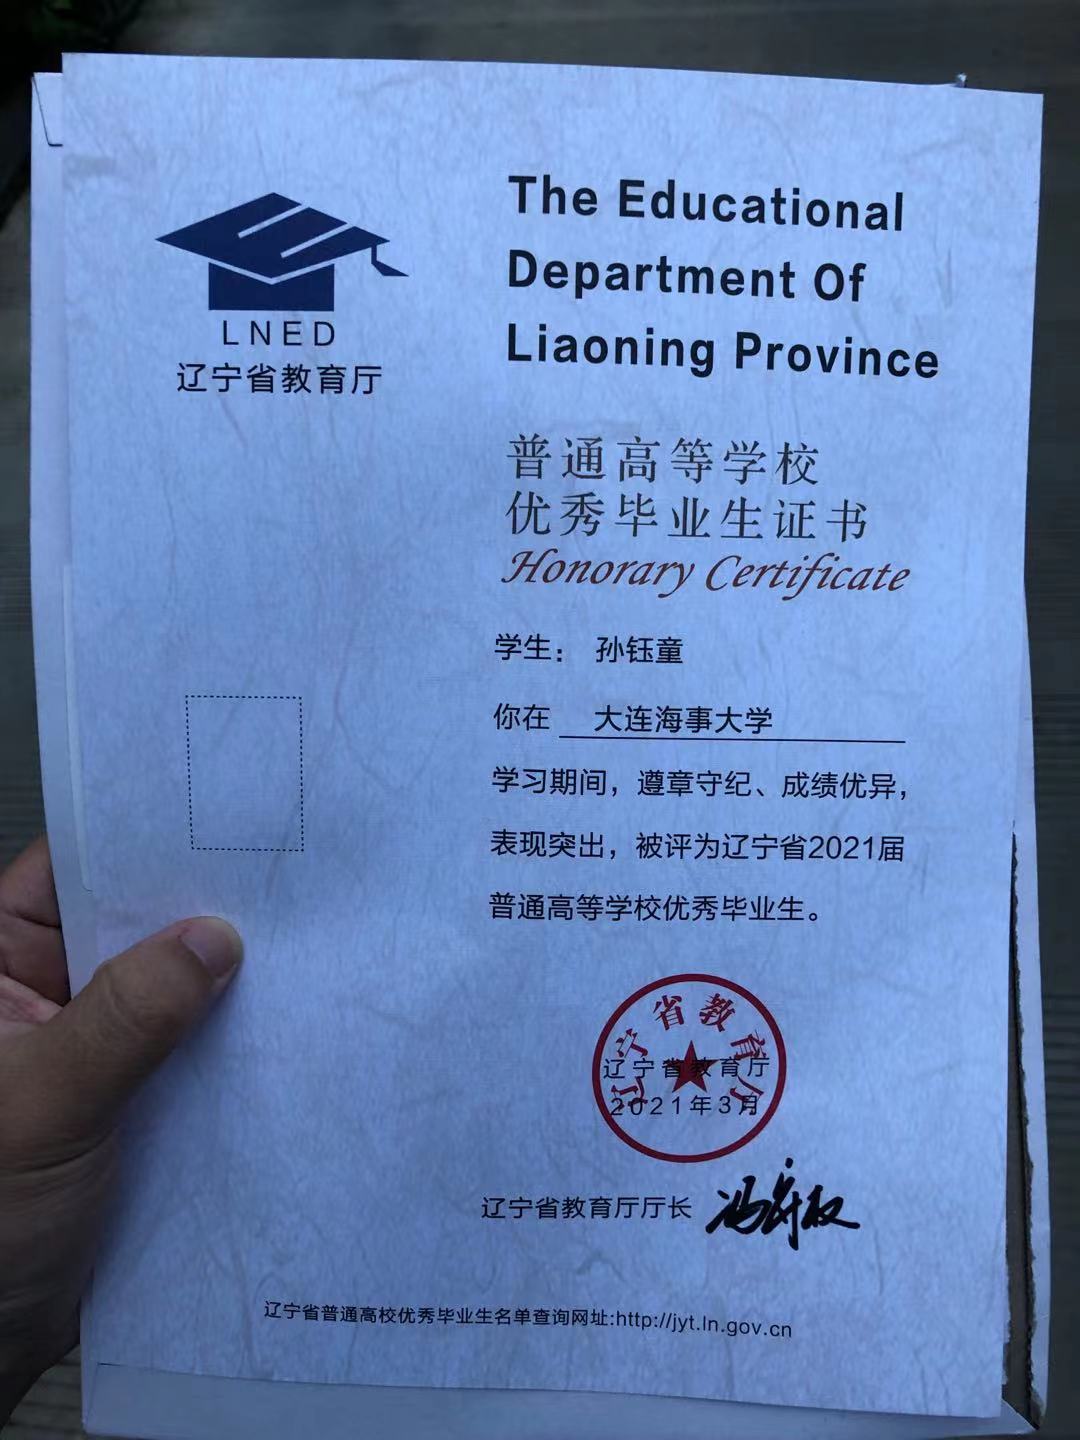 LNED
辽宁省教育厅
The Educational
Department Of
Liaoning Province
普通高等学校
优秀毕业生证书
Honorary Certificate
学生： 孙钰童
你在 大连海事大学
学习期间，遵章守纪、成绩优异，
表现突出，被评为辽宁省2021届
普通高等学校优秀毕业生。
辽宁省教育厅
辽宁省教育厅
2021年3月
辽宁省教育厅厅长
辽宁省普通高校优秀毕业生名单查询网址:http://jyt.ln.gov.cn